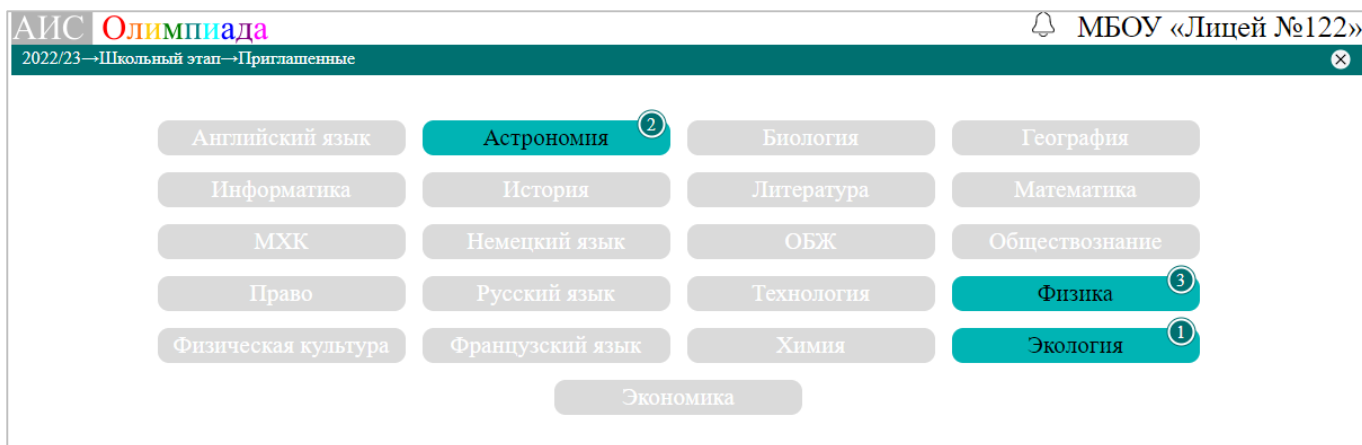 АИС Олимпиада МБОУ «Лицей №122»
2022/23→Школьный этап→Приглашенные
Английский язык Астрономия 2 Биология География
Информатика История Литература Математика
МХК Немецкий язык ОБЖ Обществознание
Право Русский язык Технология Физика 3
Физическая культура Французский язык Химия Экология 1
Экономика